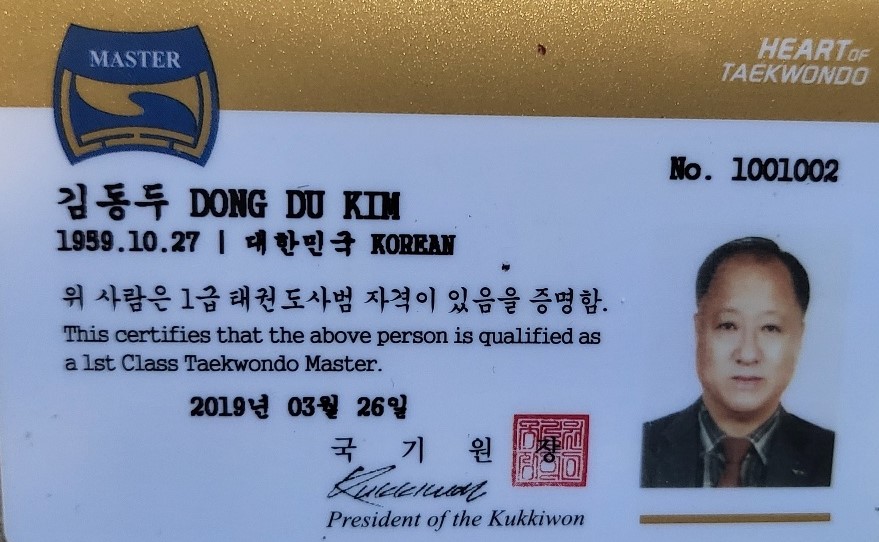 MASTER
HEART OF
TAEKWONDO
No. 1001002
김동두 DONG DU KIM
1959.10.27 | 대한민국 KOREAN
위 사람은 1급 태권도사범 자격이 있음을 증명함.
This certifies that the above person is qualified as
a 1st Class Taekwondo Master.
2019년 03월 26일
국 기 원 장
Kukkiwon
President of the Kukkiwon